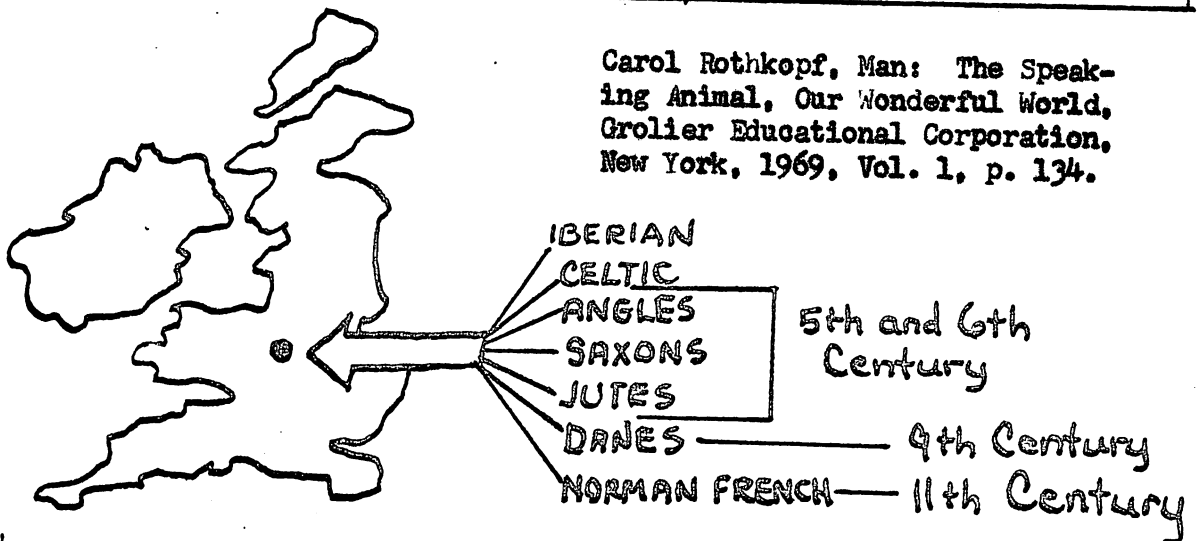 Carol Rothkopf, Man: The Speak-
ing Animal, Our Wonderful World,
Grolier Educational Corporation,
New York, 1969, Vol. 1, p. 134.
IBERIAN
CELTIC
ANGLES
SAXONS
JUTES
5th and 6th
Century
DANES
9th Century
NORMAN FRENCH
11th Century